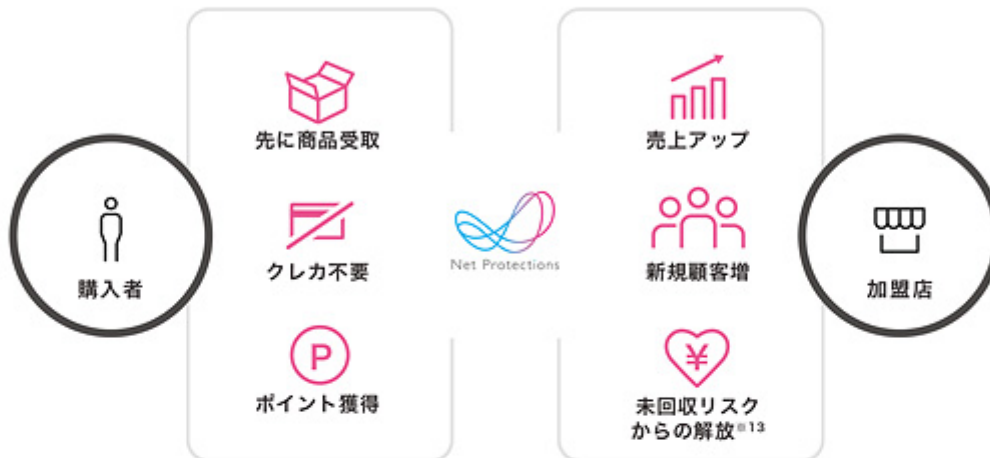 購入者
先に商品受取
クレカ不要
P
ポイント獲得
Net Protections
売上アップ
新規顧客増
¥
未回収リスク
からの解放※13
加盟店